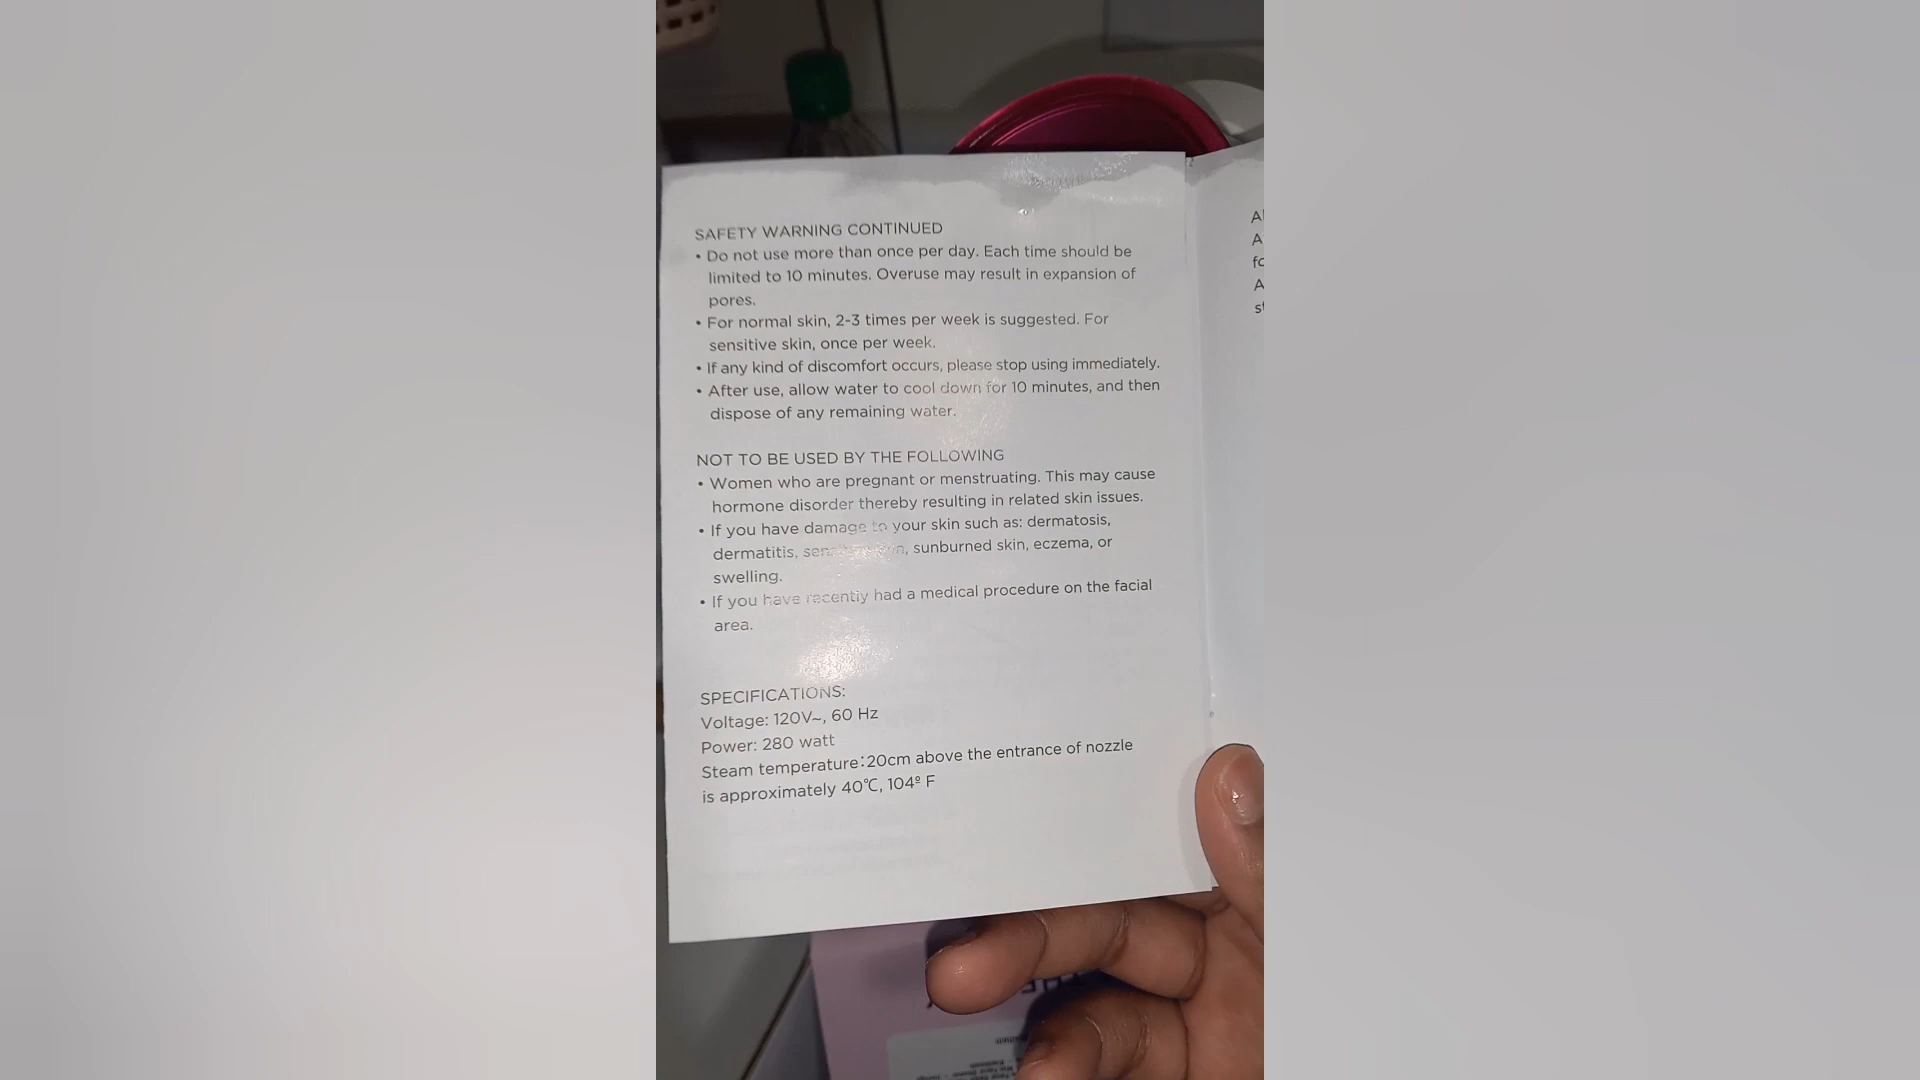 SAFETY WARNING CONTINUED
• Do not use more than once per day. Each time should be
limited to 10 minutes. Overuse may result in expansion of
pores.
• For normal skin, 2-3 times per week is suggested. For
sensitive skin, once per week.
• If any kind of discomfort occurs, please stop using immediately.
• After use, allow water to cool down for 10 minutes, and then
dispose of any remaining water.
NOT TO BE USED BY THE FOLLOWING
• Women who are pregnant or menstruating. This may cause
hormone disorder thereby resulting in related skin issues.
• If you have damage to your skin such as: dermatosis,
dermatitis, sunburned skin, eczema, or
swelling.
• If you have recently had a medical procedure on the facial
area.
SPECIFICATIONS:
Voltage: 120V~, 60 Hz
Power: 280 watt
Steam temperature:20cm above the entrance of nozzle
is approximately 40℃, 104º F